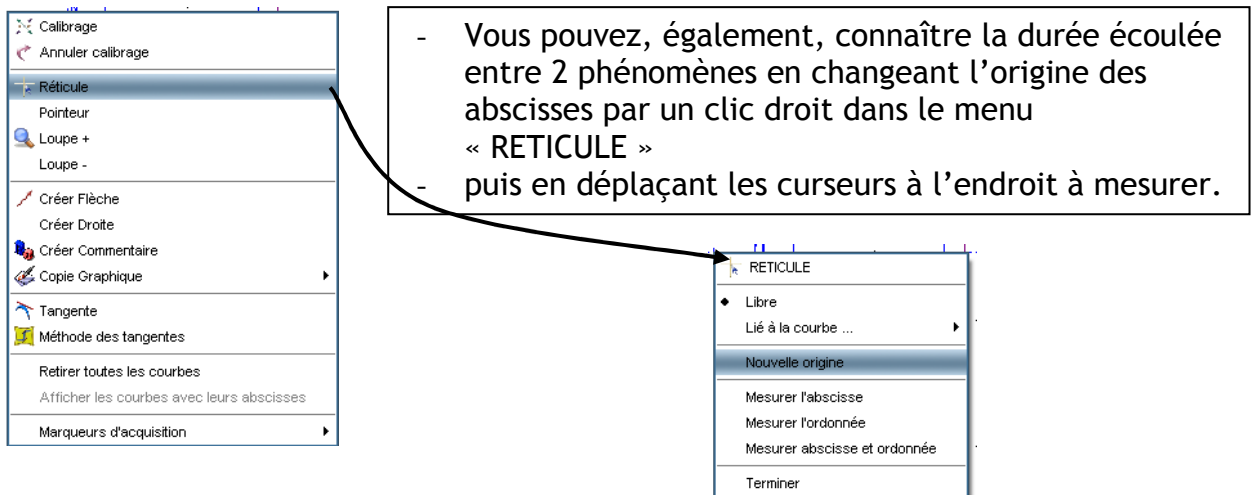 Calibrage
Annuler calibrage
Réticule
Pointeur
Loupe +
Loupe -
Créer Flèche
Créer Droite
Créer Commentaire
Copie Graphique
Tangente
Méthode des tangentes
Retirer toutes les courbes
Afficher les courbes avec leurs abscisses
Marqueurs d'acquisition
- Vous pouvez, également, connaître la durée écoulée
entre 2 phénomènes en changeant l’origine des
abscisses par un clic droit dans le menu
« RETICULE »
- puis en déplaçant les curseurs à l’endroit à mesurer.
RETICULE
Libre
Lié à la courbe ...
Nouvelle origine
Mesurer l'abscisse
Mesurer l'ordonnée
Mesurer abscisse et ordonnée
Terminer